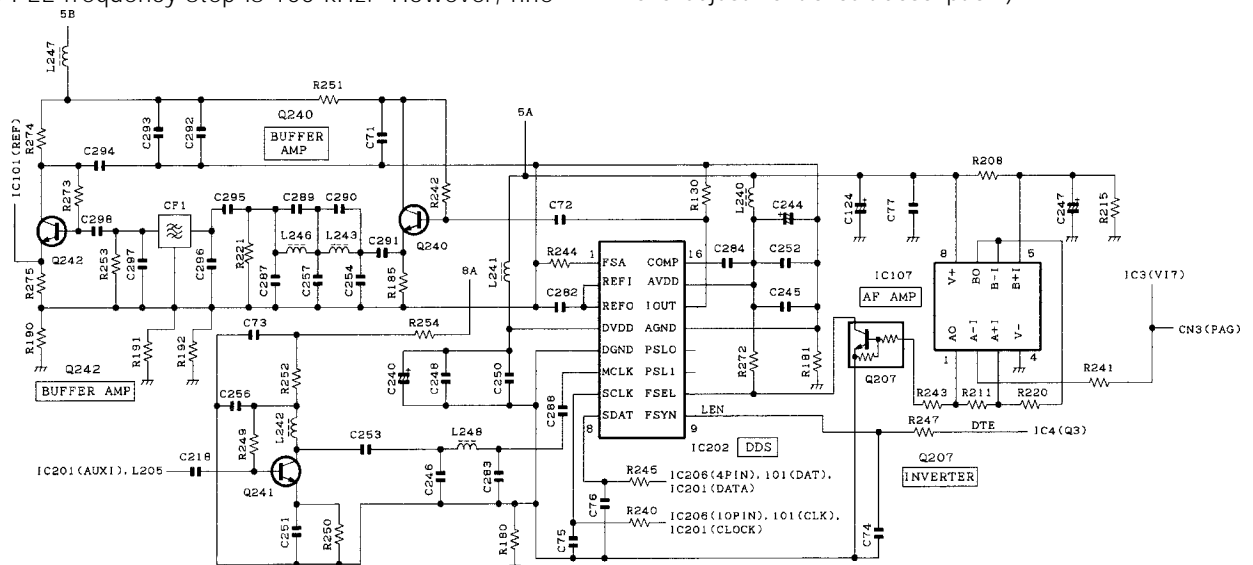 5B
L247
R251
Q240
BUFFER
AMP
5A
IC101(REF)
R274
C293
C292
C71
C294
R273
R242
R130
L240
C244
R208
C124
C77
C247
R215
C298
CF1
C295
C289
C290
C72
Q242
R253
C297
C296
R221
L246
L243
C291
Q240
R275
C287
C257
C254
R185
8A
L241
R244
C282
1
FSA
REFI
REFO
DVDD
DGND
MCLK
SCLK
SDAT
8
COMP
16
AVDD
IOUT
AGND
PSL0
PSL1
FSEL
FSYN
9
C284
C252
C245
IC107
AF AMP
8
V+
BO
B-I
B+I
5
AO
A-I
A+I
V-
1
4
IC3(VI7)
CN3(PAG)
R190
R191
R192
C73
R254
R272
R181
Q207
R241
Q242
BUFFER AMP
R252
C240
C248
C250
C288
R243
R211
R220
C256
R249
L242
C253
L248
LEN
R247
DTE
IC4(Q3)
IC202
DDS
Q207
INVERTER
IC201(AUXI), L205
C218
Q241
C246
C283
R245
IC206(4PIN), 101(DAT),
IC201(DATA)
C76
R240
IC206(10PIN), 101(CLK),
IC201(CLOCK)
C251
R250
R180
C75
C74